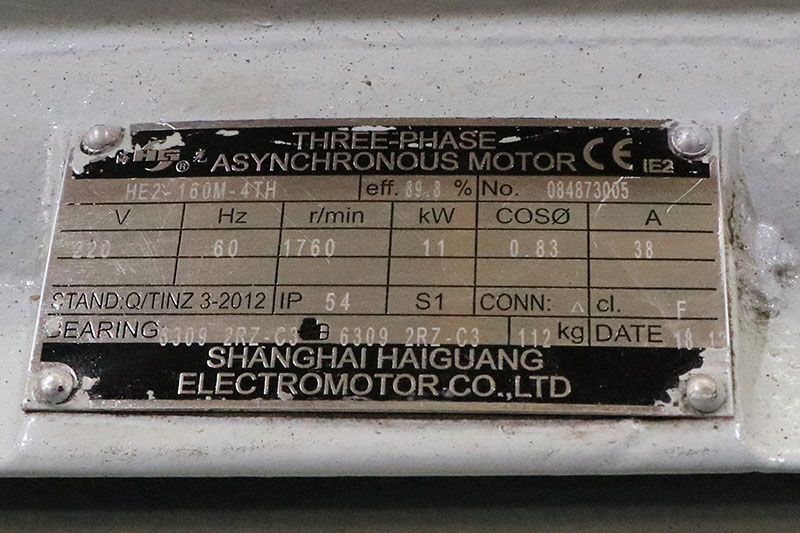 THREE-PHASE
HS® ASYNCHRONOUS MOTOR CE IE2
HE2-160M-4TH eff. 89.8 % No. 084873005
V Hz r/min kW COSØ A
220 60 1760 11 0.83 38
STAND:Q/TINZ 3-2012 IP 54 S1 CONN: △ cl. F
BEARING 6309 2RZ-C3 6309 2RZ-C3 112 kg DATE
SHANGHAI HAIGUANG
ELECTROMOTOR CO.,LTD